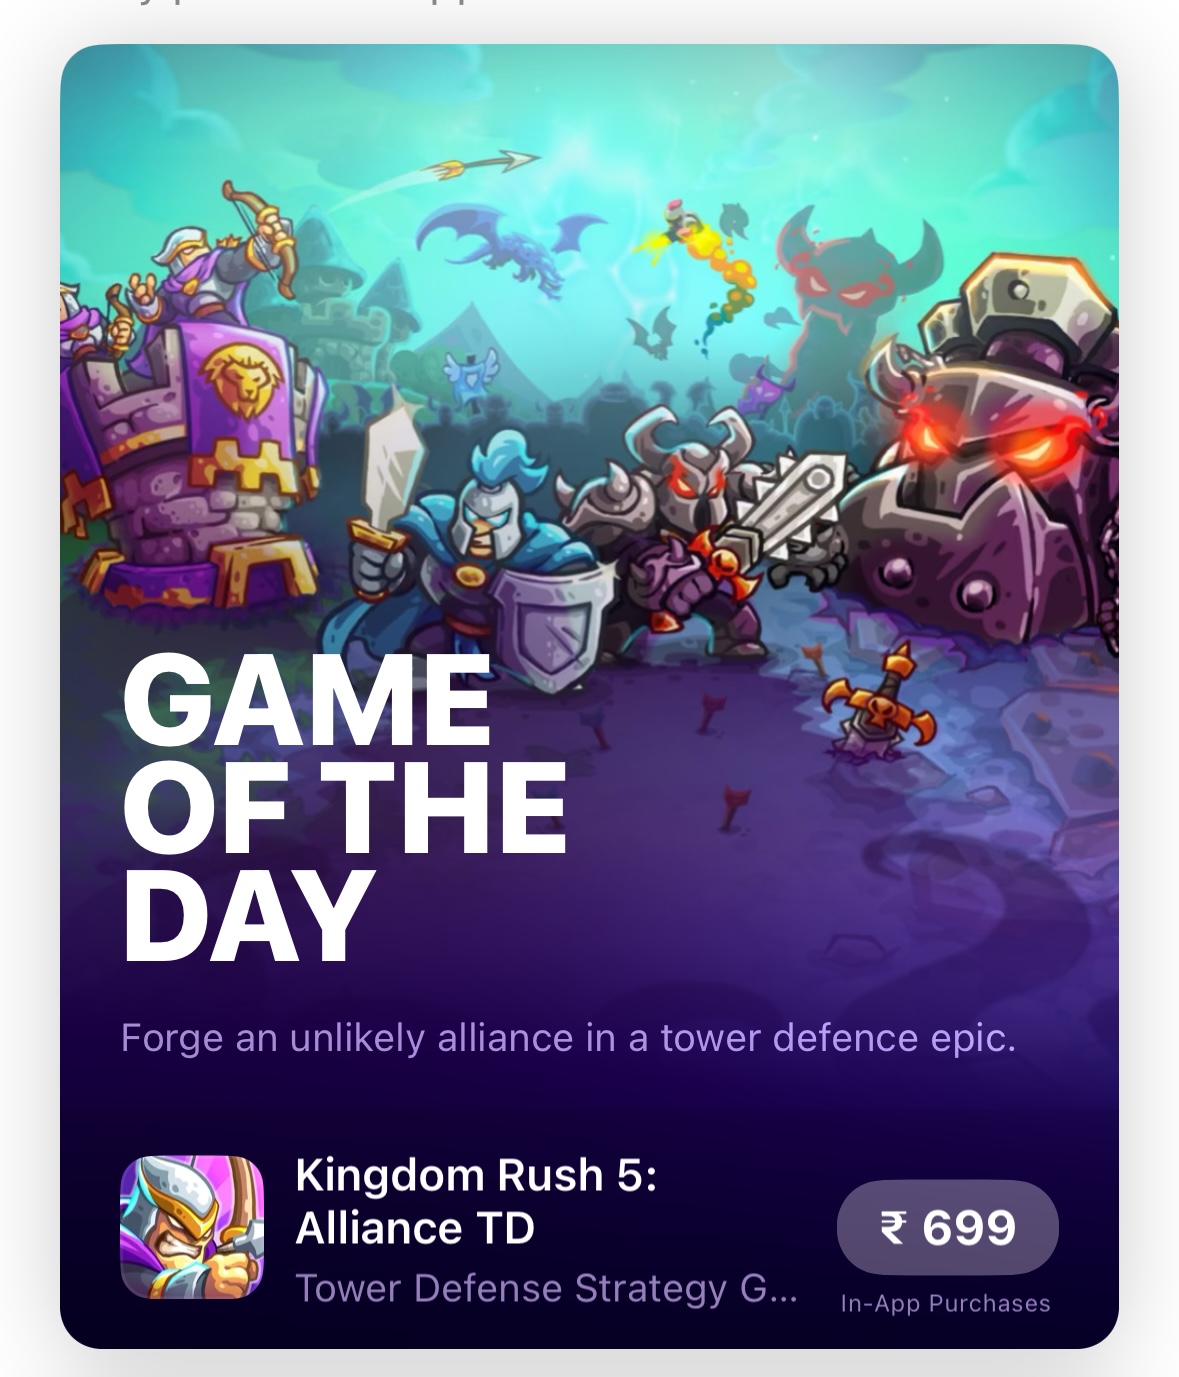 GAME
OF THE
DAY
Forge an unlikely alliance in a tower defence epic.
Kingdom Rush 5:
Alliance TD
Tower Defense Strategy G...
₹ 699
In-App Purchases